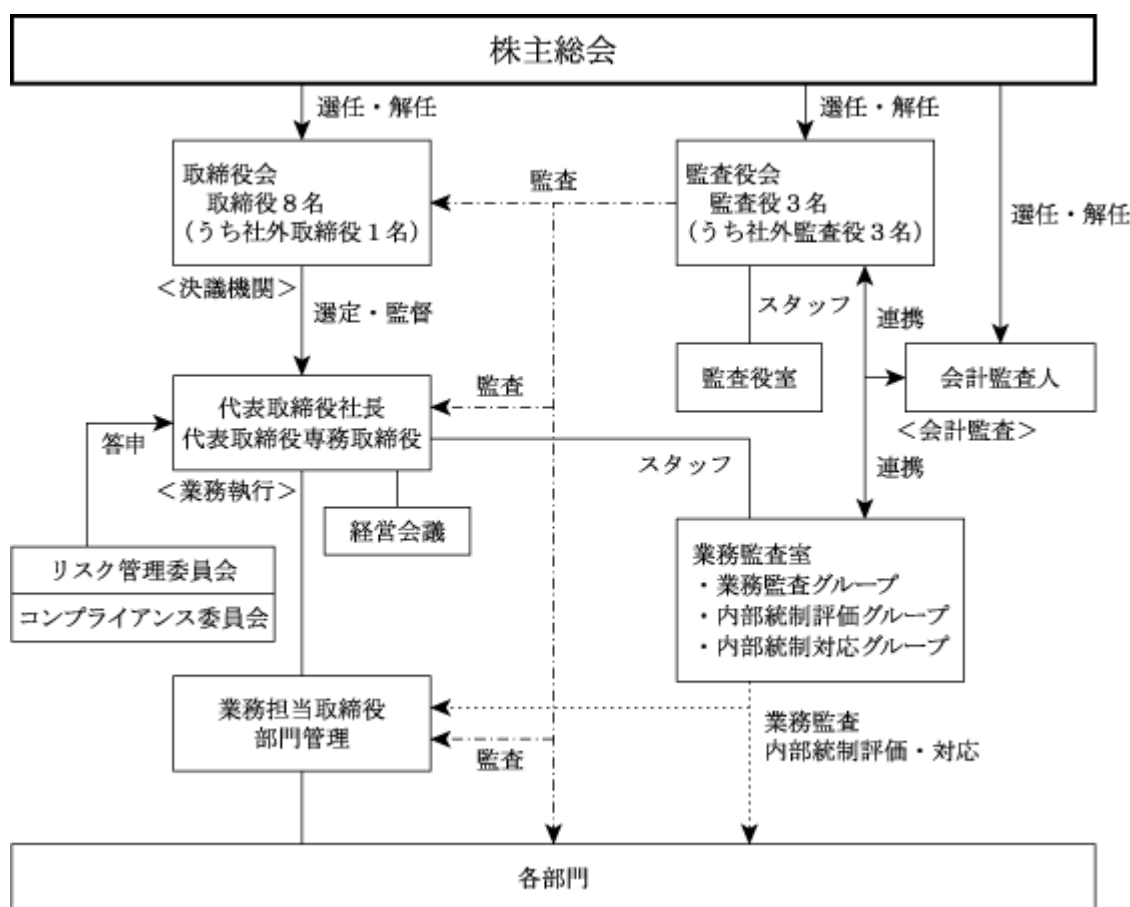 株主総会
選任・解任
選任・解任
取締役会
取締役8名
(うち社外取締役1名)
監査
監査役会
監査役3名
(うち社外監査役3名)
選任・解任
<決議機関>
選定・監督
スタッフ
連携
監査役室
会計監査人
代表取締役社長
代表取締役専務取締役
監査
<会計監査>
答申
スタッフ
連携
<業務執行>
経営会議
リスク管理委員会
コンプライアンス委員会
業務監査室
・業務監査グループ
・内部統制評価グループ
・内部統制対応グループ
業務担当取締役
部門管理
監査
業務監査
内部統制評価・対応
各部門